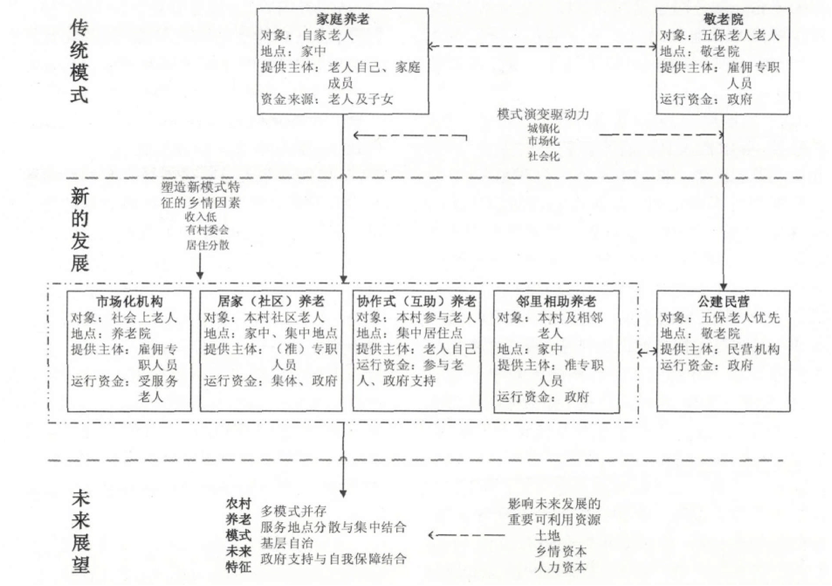 传统模式
家庭养老
对象：自家老人
地点：家中
提供主体：老人自己、家庭
成员
资金来源：老人及子女
敬老院
对象：五保老人老人
地点：敬老院
提供主体：雇佣专职
人员
运行资金：政府
模式演变驱动力
城镇化
市场化
社会化
新的发展
塑造新模式特
征的乡情因素
收入低
有村委会
居住分散
市场化机构
对象：社会上老人
地点：养老院
提供主体：雇佣专
职人员
运行资金：受服务
老人
居家（社区）养老
对象：本村社区老人
地点：家中、集中地点
提供主体：（准）专职
人员
运行资金：集体、政府
协作式（互助）养老
对象：本村参与老人
地点：集中居住点
提供主体：老人自己
运行资金：参与老
人、政府支持
邻里相助养老
对象：本村及相邻
老人
地点：家中
提供主体：准专职
人员
运行资金：政府
公建民营
对象：五保老人优先
地点：敬老院
提供主体：民营机构
运行资金：政府
未来展望
农村
养老
模式
未来
特征
多模式并存
服务地点分散与集中结合
基层自治
政府支持与自我保障结合
影响未来发展的
重要可利用资源
土地
乡情资本
人力资本